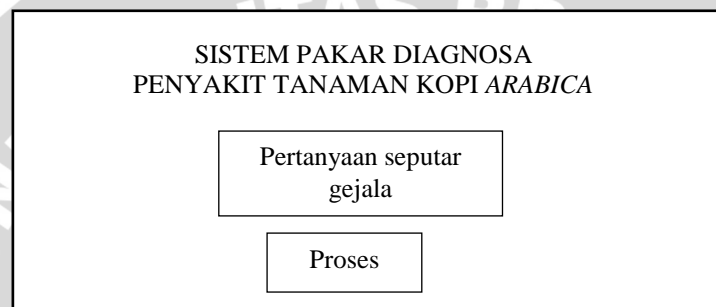 SISTEM PAKAR DIAGNOSA
PENYAKIT TANAMAN KOPI ARABICA
Pertanyaan seputar
gejala
Proses